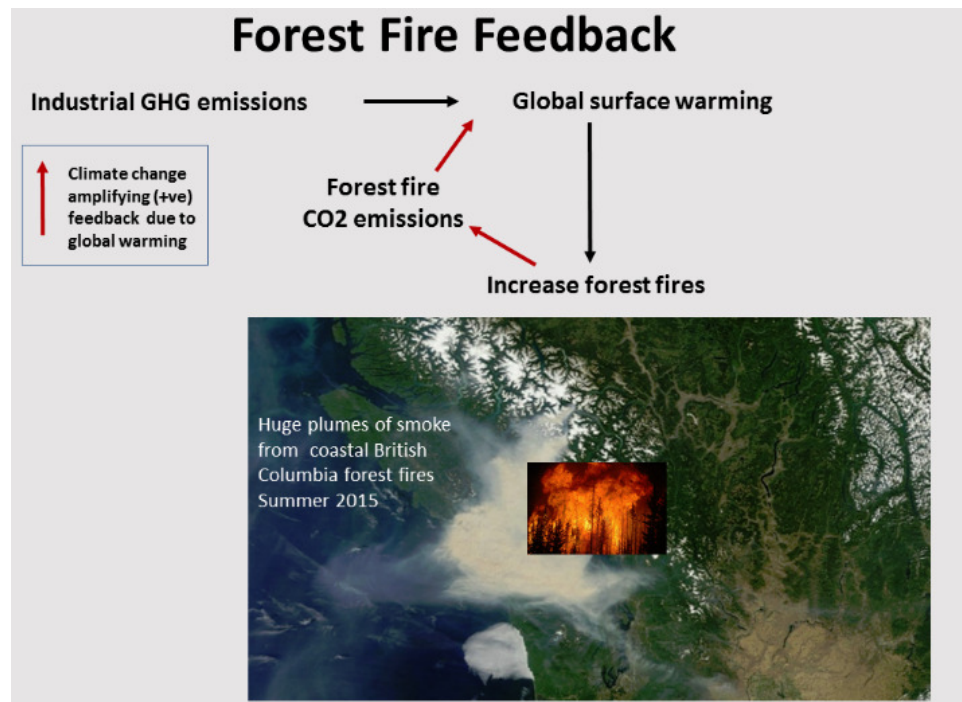 Forest Fire Feedback
Industrial GHG emissions
Global surface warming
Climate change
amplifying (+ve)
feedback due to
global warming
Forest fire
CO2 emissions
Increase forest fires
Huge plumes of smoke
from coastal British
Columbia forest fires
Summer 2015